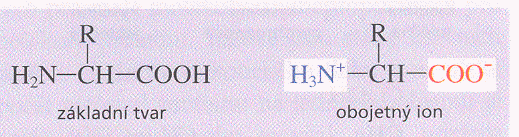 R R
H₂N—CH—COOH H₃N⁺—CH—COO⁻
základní tvar obojetný ion